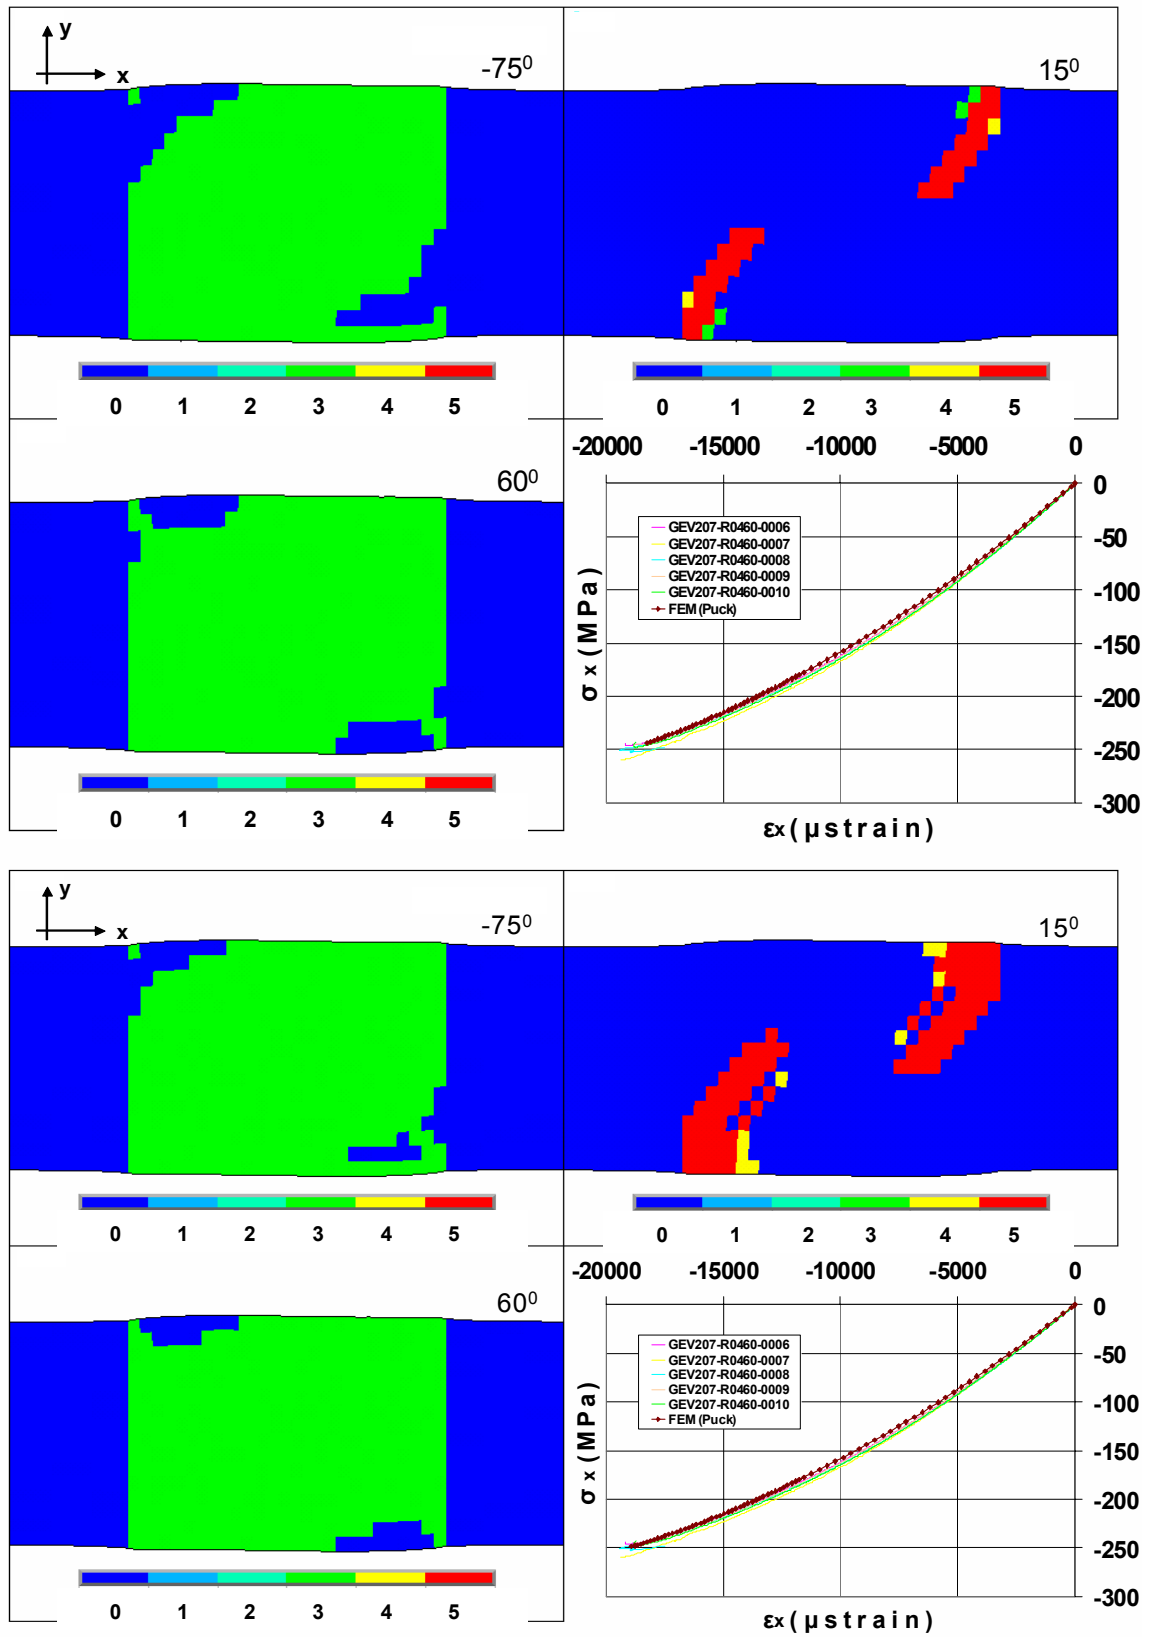 y
x
-75⁰
15⁰
0 1 2 3 4 5
0 1 2 3 4 5
60⁰
0 1 2 3 4 5
-20000 -15000 -10000 -5000 0
0
-50
-100
-150
-200
-250
-300
GEV207-R0460-0006
GEV207-R0460-0007
GEV207-R0460-0008
GEV207-R0460-0009
GEV207-R0460-0010
FEM (Puck)
σ x (MPa)
εx (µstrain)
y
x
-75⁰
15⁰
0 1 2 3 4 5
0 1 2 3 4 5
60⁰
0 1 2 3 4 5
-20000 -15000 -10000 -5000 0
0
-50
-100
-150
-200
-250
-300
GEV207-R0460-0006
GEV207-R0460-0007
GEV207-R0460-0008
GEV207-R0460-0009
GEV207-R0460-0010
FEM (Puck)
σ x (MPa)
εx (µstrain)